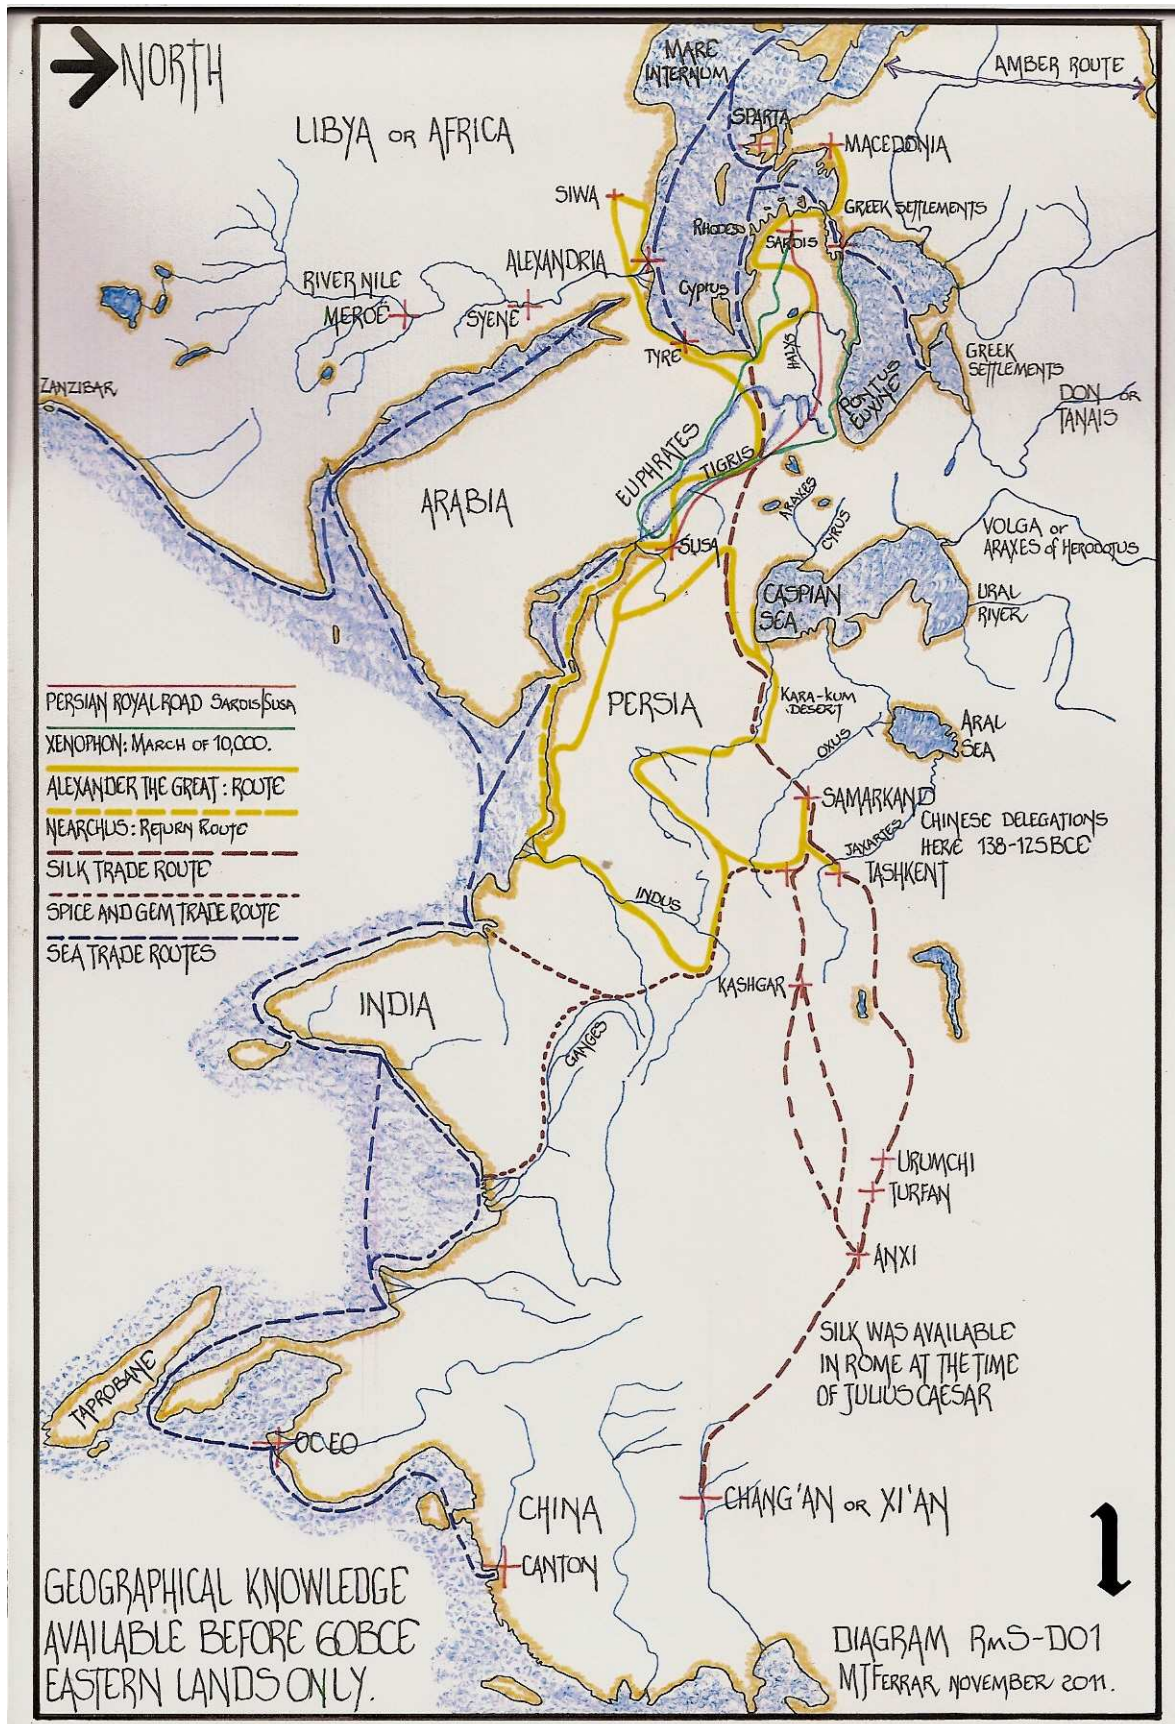 NORTH
MARE
INTERNUM
AMBER ROUTE
LIBYA OR AFRICA
SPARTA
MACEDONIA
SIWA
GREEK SETTLEMENTS
RHODES
SARDIS
ALEXANDRIA
RIVER NILE
MEROÉ
SYENE
Cyprus
TYRE
HALYS
PONTUS
EUXINE
GREEK
SETTLEMENTS
DON OR
TANAIS
ZANZIBAR
EUPHRATES
TIGRIS
ARABIA
ARAXES
CYRUS
VOLGA or
ARAXES of HERODOTUS
SUSA
CASPIAN
SEA
URAL
RIVER
PERSIA
KARA-KUM
DESERT
OXUS
ARAL
SEA
PERSIAN ROYAL ROAD SARDIS/SUSA
XENOPHON: MARCH OF 10,000.
ALEXANDER THE GREAT: ROUTE
NEARCHUS: RETURN ROUTE
SILK TRADE ROUTE
SPICE AND GEM TRADE ROUTE
SEA TRADE ROUTES
SAMARKAND
CHINESE DELEGATIONS
HERE 138-125BCE
JAXARTES
TASHKENT
INDUS
KASHGAR
INDIA
GANGES
URUMCHI
TURFAN
ANXI
SILK WAS AVAILABLE
IN ROME AT THE TIME
OF JULIUS CAESAR
TAPROBANE
OC EO
CHÁNG'AN OR XI'AN
CHINA
CANTON
1
GEOGRAPHICAL KNOWLEDGE
AVAILABLE BEFORE 60BCE
EASTERN LANDS ONLY.
DIAGRAM RmS-D01
MJFERRAR NOVEMBER 2011.